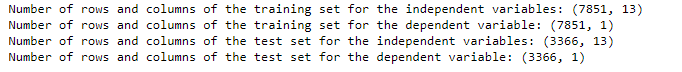 Number of rows and columns of the training set for the independent variables: (7851, 13)
Number of rows and columns of the training set for the dependent variable: (7851, 1)
Number of rows and columns of the test set for the independent variables: (3366, 13)
Number of rows and columns of the test set for the dependent variable: (3366, 1)